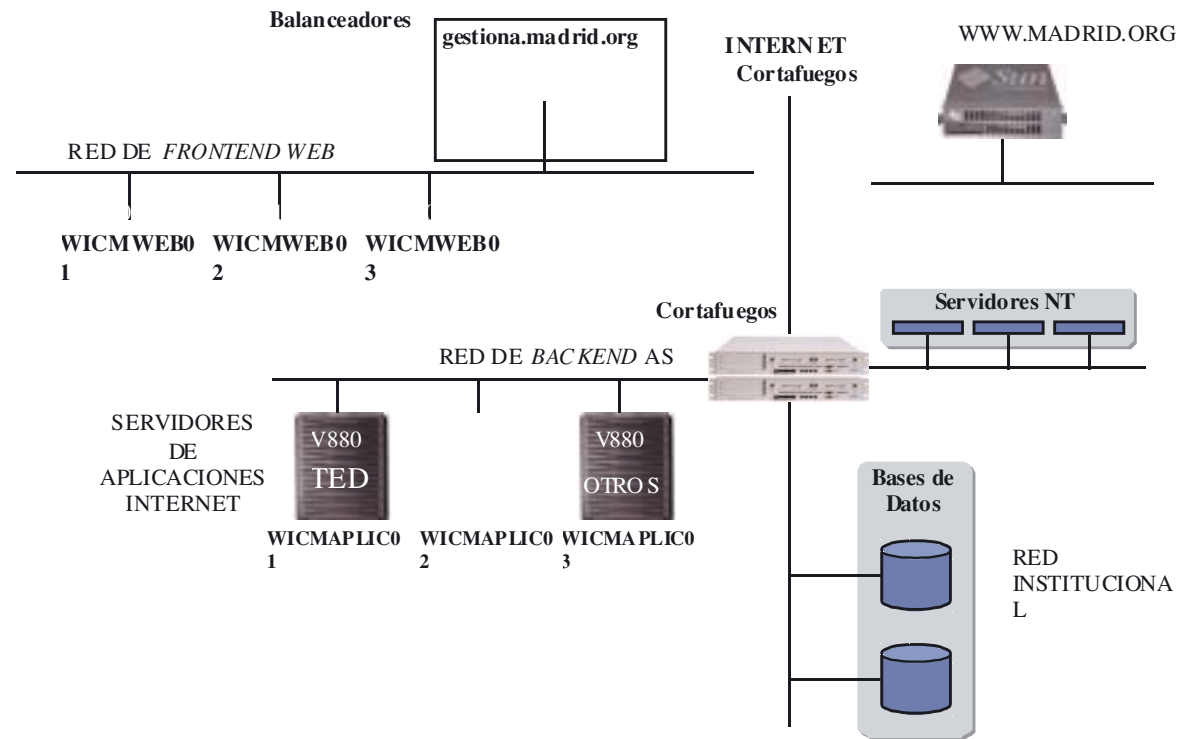 Balanceadores
gestiona.madrid.org
INTERNET
Cortafuegos
WWW.MADRID.ORG
Sun
RED DE FRONTEND WEB
WICMWEB0
1
WICMWEB0
2
WICMWEB0
3
Cortafuegos
Servidores NT
RED DE BACKEND AS
SERVIDORES
DE
APLICACIONES
INTERNET
V880
TED
V880
OTROS
WICMAPLIC0
1
WICMAPLIC0
2
WICMAPLIC0
3
Bases de
Datos
RED
INSTITUCIONA
L